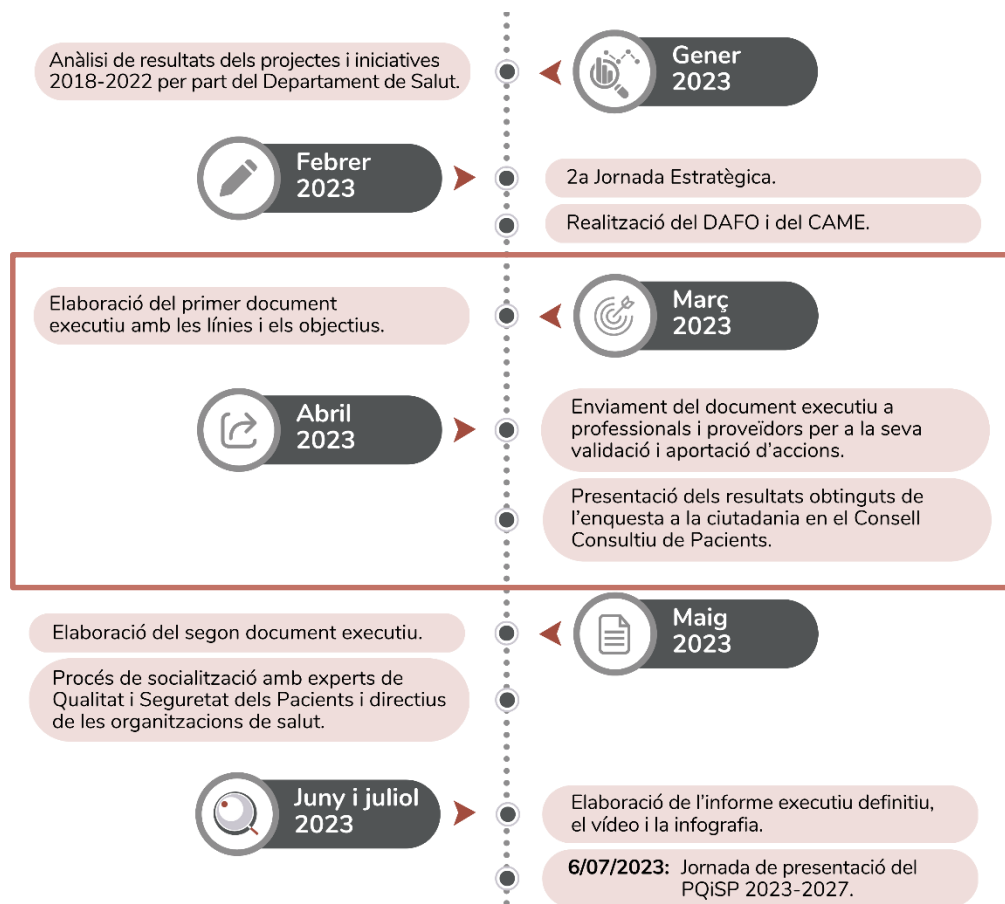 Gener
2023
Anàlisi de resultats dels projectes i iniciatives
2018-2022 per part del Departament de Salut.
Febrer
2023
2a Jornada Estratègica.
Realització del DAFO i del CAME.
Març
2023
Elaboració del primer document
executiu amb les línies i els objectius.
Abril
2023
Enviament del document executiu a
professionals i proveïdors per a la seva
validació i aportació d'accions.
Presentació dels resultats obtinguts de
l'enquesta a la ciutadania en el Consell
Consultiu de Pacients.
Maig
2023
Elaboració del segon document executiu.
Procés de socialització amb experts de
Qualitat i Seguretat dels Pacients i directius
de les organitzacions de salut.
Juny i juliol
2023
Elaboració de l'informe executiu definitiu,
el vídeo i la infografia.
6/07/2023: Jornada de presentació del
PQiSP 2023-2027.